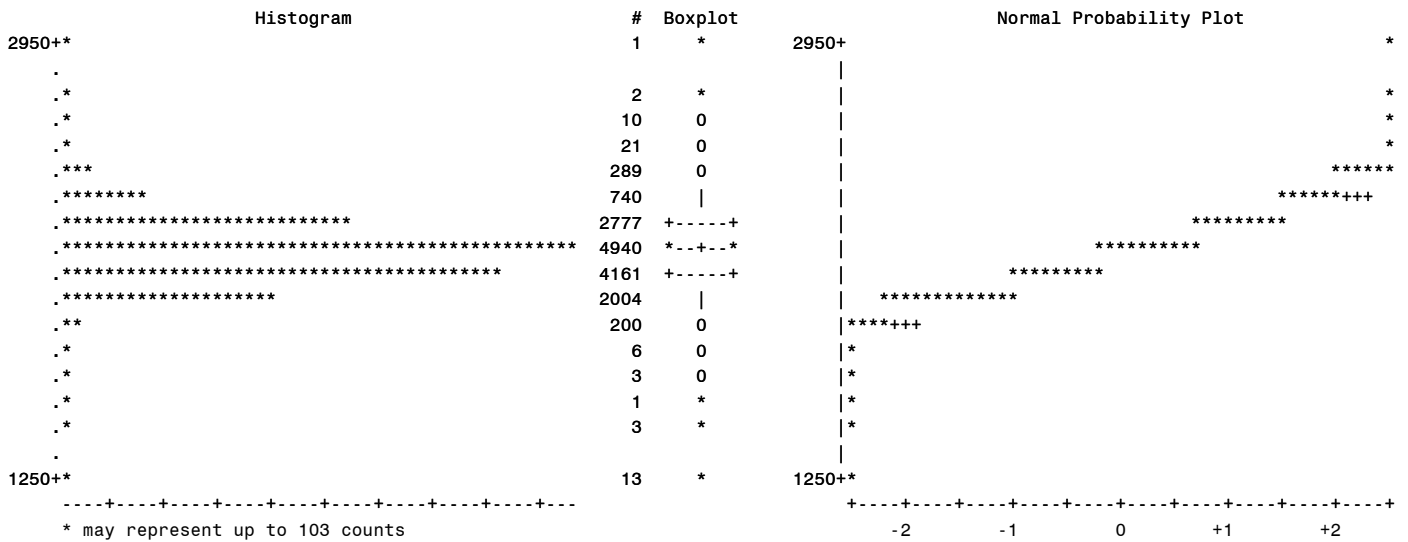 Histogram # Boxplot Normal Probability Plot
2950+* 1 * 2950+ *
. |
.* 2 * | *
.* 10 0 | *
.* 21 0 | *
.*** 289 0 | ******
.******** 740 | | ******+++
.*************************** 2777 +-----+ | *********
.************************************************ 4940 *--+--* | **********
.***************************************** 4161 +-----+ | *********
.******************** 2004 | | *************
.** 200 0 |****+++
.* 6 0 |*
.* 3 0 |*
.* 1 * |*
.* 3 * |*
. |
1250+* 13 * 1250+*
----+----+----+----+----+----+----+----+----+--- +----+----+----+----+----+----+----+----+----+----+
* may represent up to 103 counts -2 -1 0 +1 +2